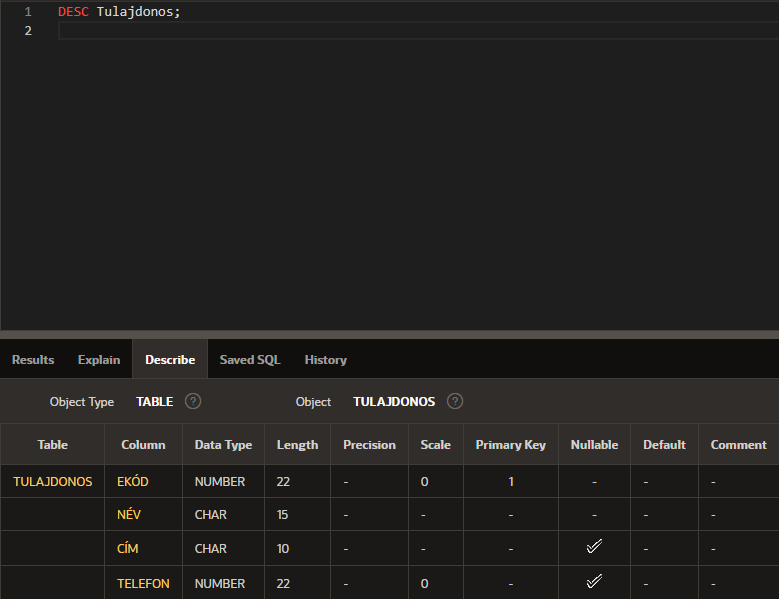 1 DESC Tulajdonos;
2
Results Explain Describe Saved SQL History
Object Type TABLE ? Object TULAJDONOS ?
Table Column Data Type Length Precision Scale Primary Key Nullable Default Comment
TULAJDONOS EKÓD NUMBER 22 - 0 1 - - -
NÉV CHAR 15 - - - - - -
CÍM CHAR 10 - - - ✓ - -
TELEFON NUMBER 22 - 0 - ✓ - -